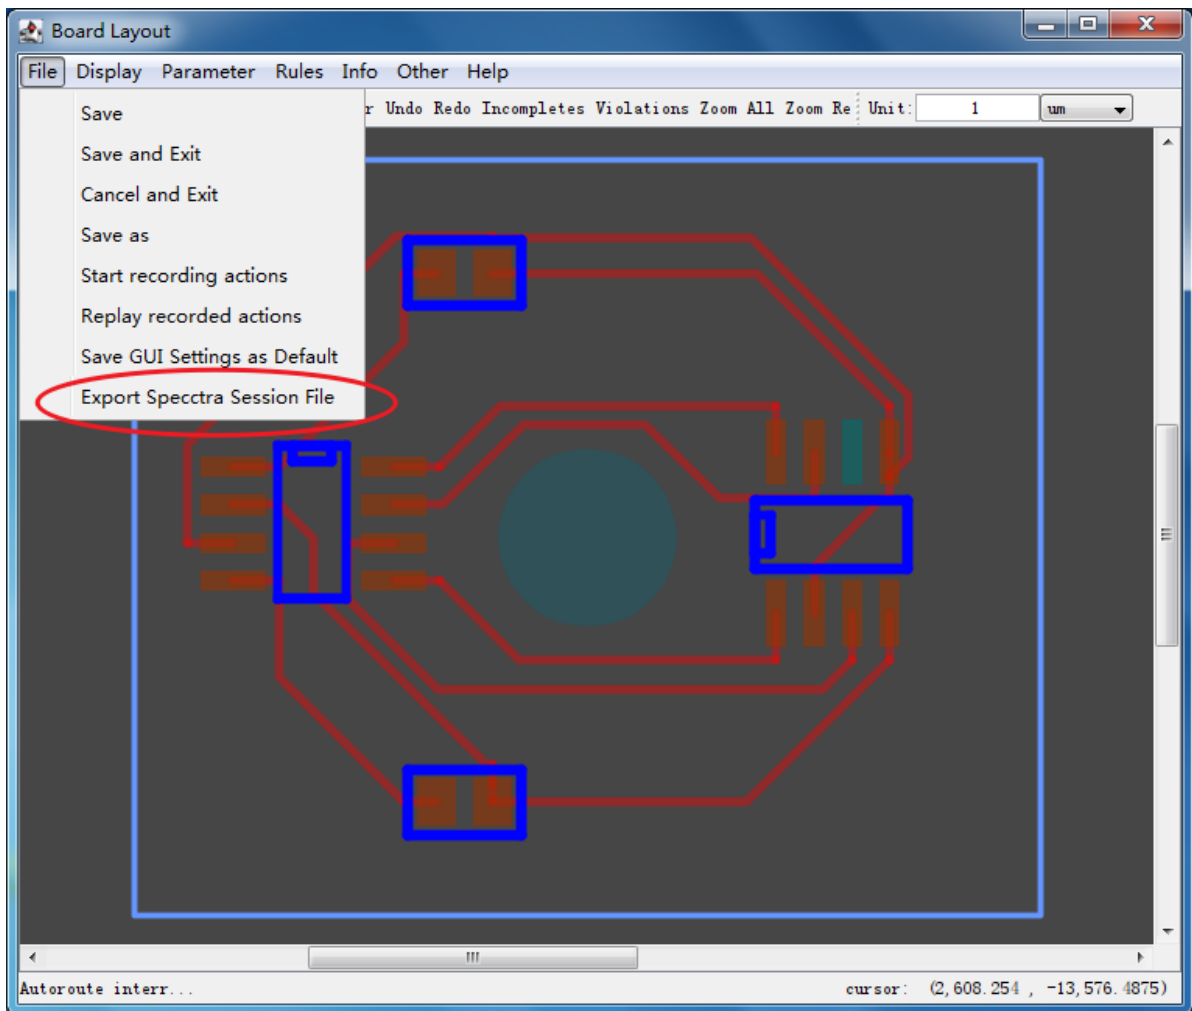 Board Layout
File Display Parameter Rules Info Other Help
r Undo Redo Incompletes Violations Zoom All Zoom Re Unit: 1 um
Save
Save and Exit
Cancel and Exit
Save as
Start recording actions
Replay recorded actions
Save GUI Settings as Default
Export Specctra Session File
Autoroute interr... cursor: (2,608.254 , -13,576.4875)